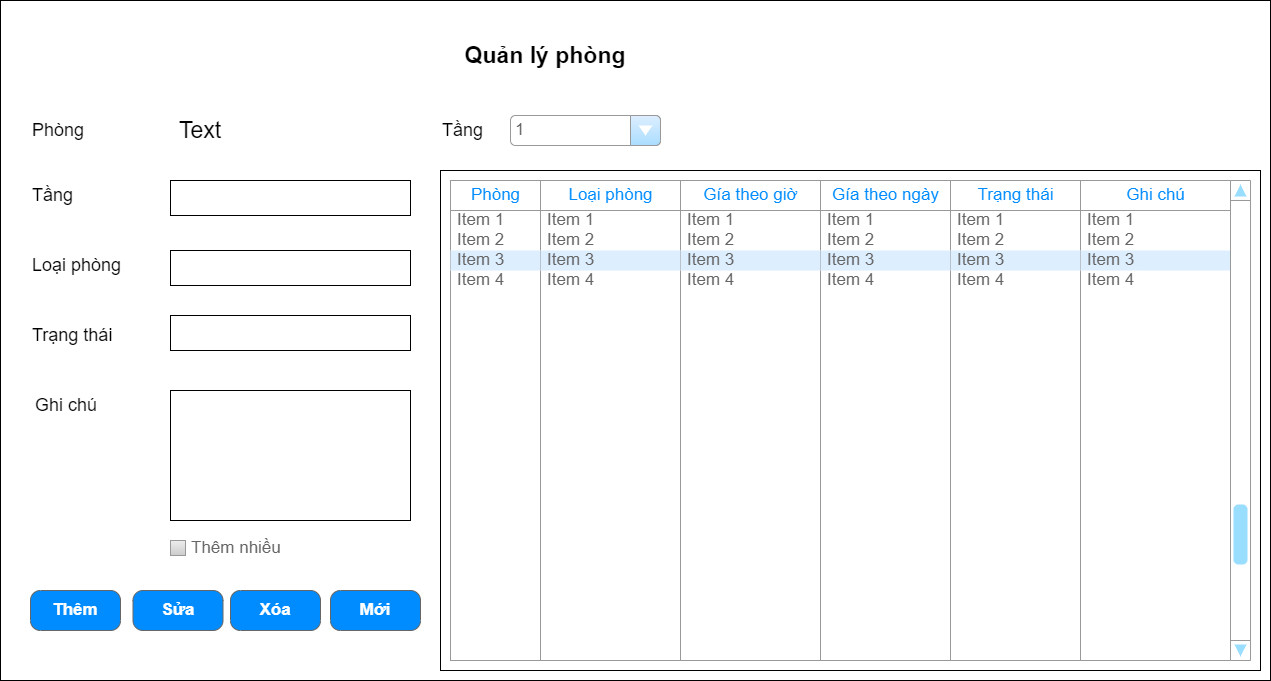 Quản lý phòng
Phòng Text
Tầng 1
Tầng
Loại phòng
Trạng thái
Ghi chú
Thêm nhiều
Thêm Sửa Xóa Mới
Phòng Loại phòng Gía theo giờ Gía theo ngày Trạng thái Ghi chú
Item 1 Item 1 Item 1 Item 1 Item 1 Item 1
Item 2 Item 2 Item 2 Item 2 Item 2 Item 2
Item 3 Item 3 Item 3 Item 3 Item 3 Item 3
Item 4 Item 4 Item 4 Item 4 Item 4 Item 4